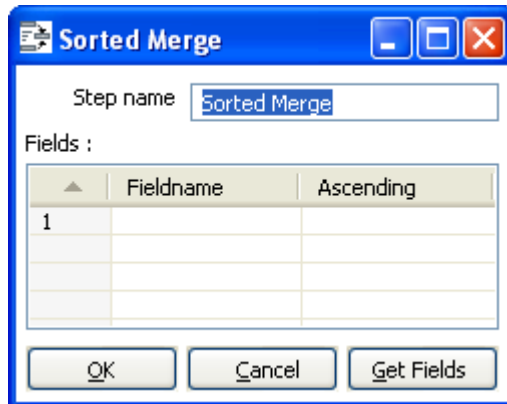 Sorted Merge
Step name Sorted Merge
Fields :
Fieldname Ascending
1
OK Cancel Get Fields